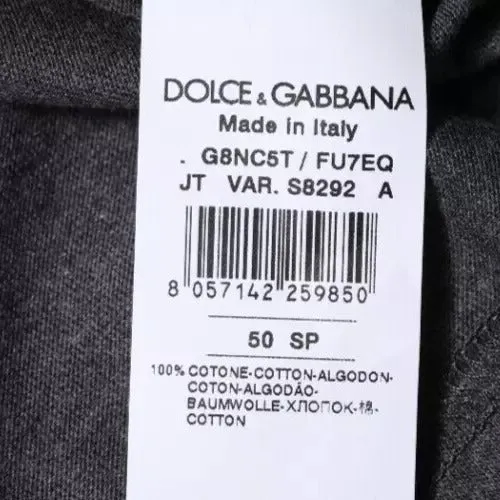 DOLCE & GABBANA
Made in Italy
. G8NC5T / FU7EQ
JT VAR. S8292 A
8 057142 259850
50 SP
100% COTONE-COTTON-ALGODON-
COTON-ALGODÃO-
BAUMWOLLE-ХЛОПОК-棉-
COTTON